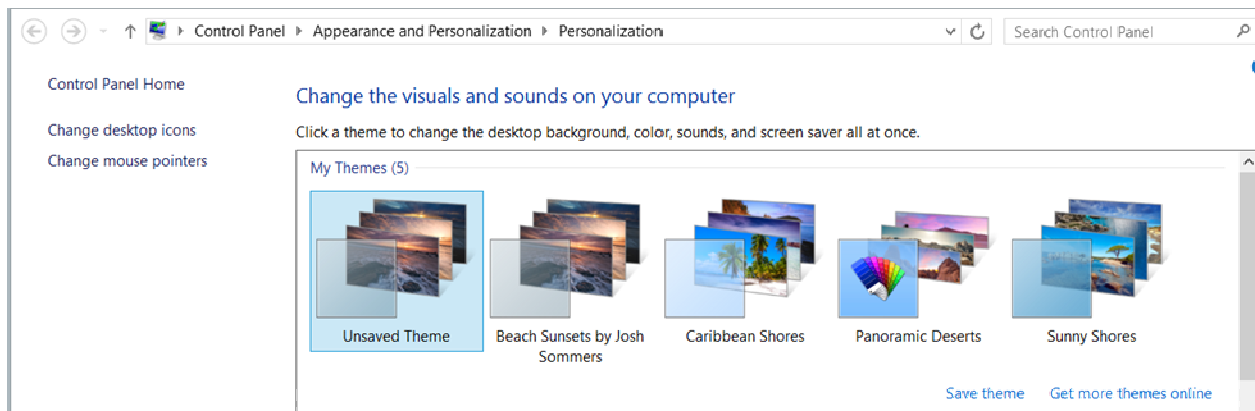 Control Panel Appearance and Personalization Personalization
Search Control Panel
Control Panel Home
Change desktop icons
Change mouse pointers
Change the visuals and sounds on your computer
Click a theme to change the desktop background, color, sounds, and screen saver all at once.
My Themes (5)
Unsaved Theme
Beach Sunsets by Josh
Sommers
Caribbean Shores
Panoramic Deserts
Sunny Shores
Save theme
Get more themes online